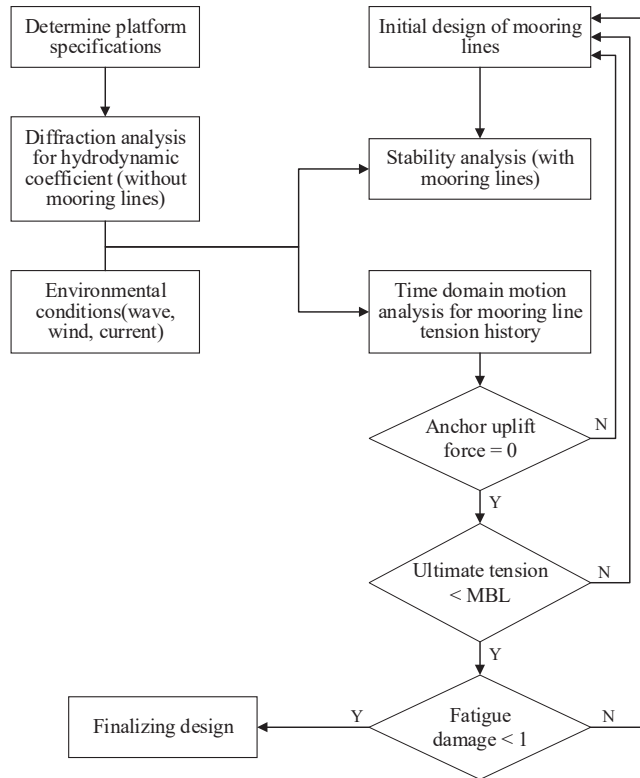 Determine platform
specifications
Initial design of mooring
lines
Diffraction analysis
for hydrodynamic
coefficient (without
mooring lines)
Stability analysis (with
mooring lines)
Environmental
conditions(wave,
wind, current)
Time domain motion
analysis for mooring line
tension history
Anchor uplift
force = 0
N
Y
Ultimate tension
< MBL
N
Y
Finalizing design
Y
Fatigue
damage < 1
N